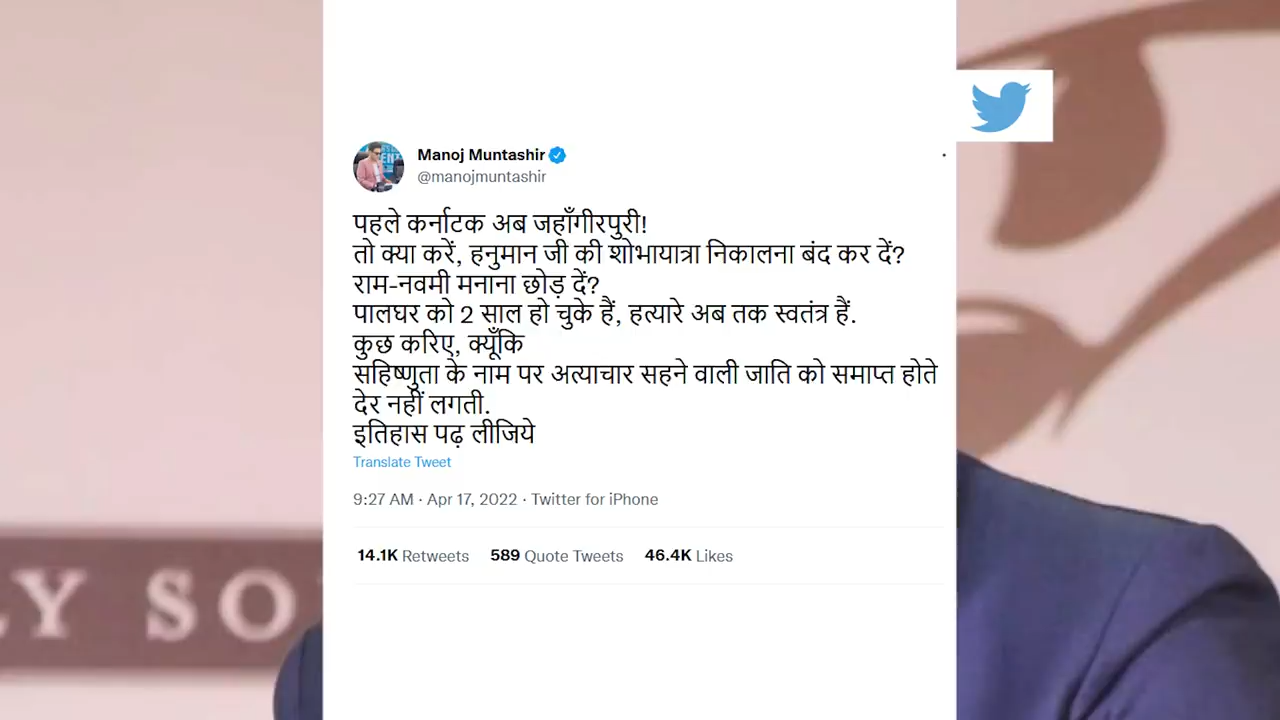 Manoj Muntashir
@manojmuntashir
पहले कर्नाटक अब जहाँगीरपुरी!
तो क्या करें, हनुमान जी की शोभायात्रा निकालना बंद कर दें?
राम-नवमी मनाना छोड़ दें?
पालघर को 2 साल हो चुके हैं, हत्यारे अब तक स्वतंत्र हैं.
कुछ करिए, क्यूँकि
सहिष्णुता के नाम पर अत्याचार सहने वाली जाति को समाप्त होते
देर नहीं लगती.
इतिहास पढ़ लीजिये
Translate Tweet
9:27 AM · Apr 17, 2022 · Twitter for iPhone
14.1K Retweets 589 Quote Tweets 46.4K Likes
LY SO